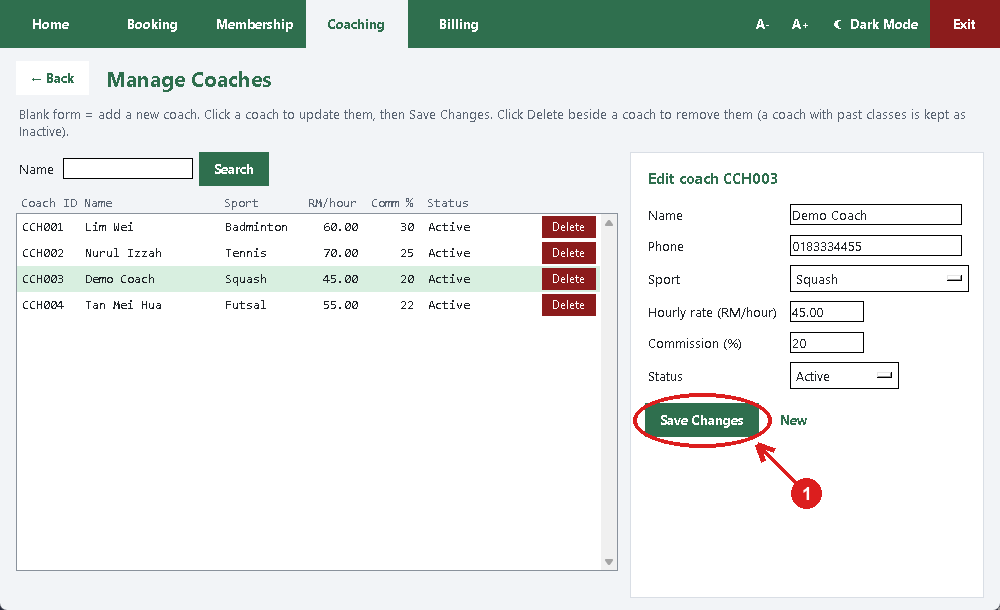 Home Booking Membership Coaching Billing A- A+ ☾ Dark Mode Exit
← Back Manage Coaches
Blank form = add a new coach. Click a coach to update them, then Save Changes. Click Delete beside a coach to remove them (a coach with past classes is kept as
Inactive).
Name Search
Coach ID Name Sport RM/hour Comm % Status
CCH001 Lim Wei Badminton 60.00 30 Active Delete
CCH002 Nurul Izzah Tennis 70.00 25 Active Delete
CCH003 Demo Coach Squash 45.00 20 Active Delete
CCH004 Tan Mei Hua Futsal 55.00 22 Active Delete
Edit coach CCH003
Name Demo Coach
Phone 0183334455
Sport Squash
Hourly rate (RM/hour) 45.00
Commission (%) 20
Status Active
Save Changes New
1